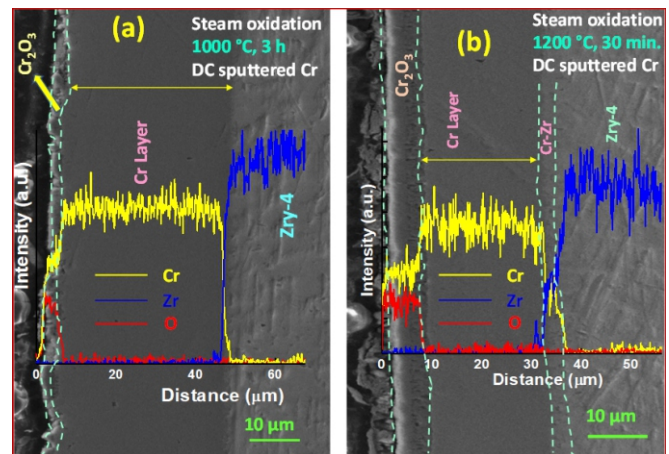 (a)
Steam oxidation
1000 °C, 3 h
DC sputtered Cr
Cr₂O₃
Cr Layer
Zry-4
Intensity (a.u.)
Cr
Zr
O
0 20 40 60
Distance (μm)
10 μm
(b)
Steam oxidation
1200 °C, 30 min.
DC sputtered Cr
Cr₂O₃
Cr Layer
Cr-Zr
Zry-4
Intensity (a.u.)
Cr
Zr
O
0 10 20 30 40 50
Distance (μm)
10 μm